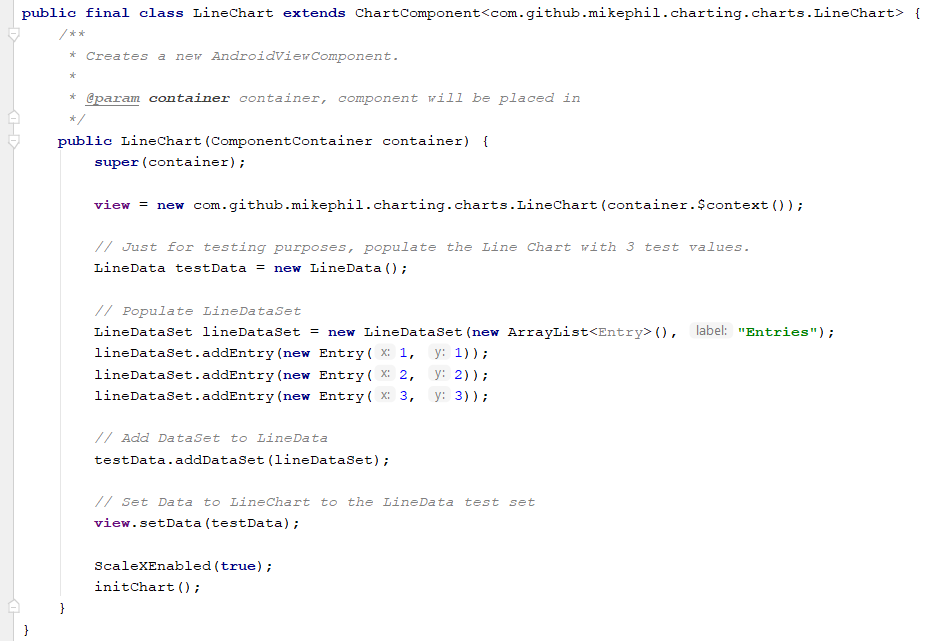 public final class LineChart extends ChartComponent<com.github.mikephil.charting.charts.LineChart> {
    /**
     * Creates a new AndroidViewComponent.
     *
     * @param container container, component will be placed in
     */
    public LineChart(ComponentContainer container) {
        super(container);

        view = new com.github.mikephil.charting.charts.LineChart(container.$context());

        // Just for testing purposes, populate the Line Chart with 3 test values.
        LineData testData = new LineData();

        // Populate LineDataSet
        LineDataSet lineDataSet = new LineDataSet(new ArrayList<Entry>(), label: "Entries");
        lineDataSet.addEntry(new Entry( x: 1, y: 1));
        lineDataSet.addEntry(new Entry( x: 2, y: 2));
        lineDataSet.addEntry(new Entry( x: 3, y: 3));

        // Add DataSet to LineData
        testData.addDataSet(lineDataSet);

        // Set Data to LineChart to the LineData test set
        view.setData(testData);

        ScaleXEnabled(true);
        initChart();
    }
}